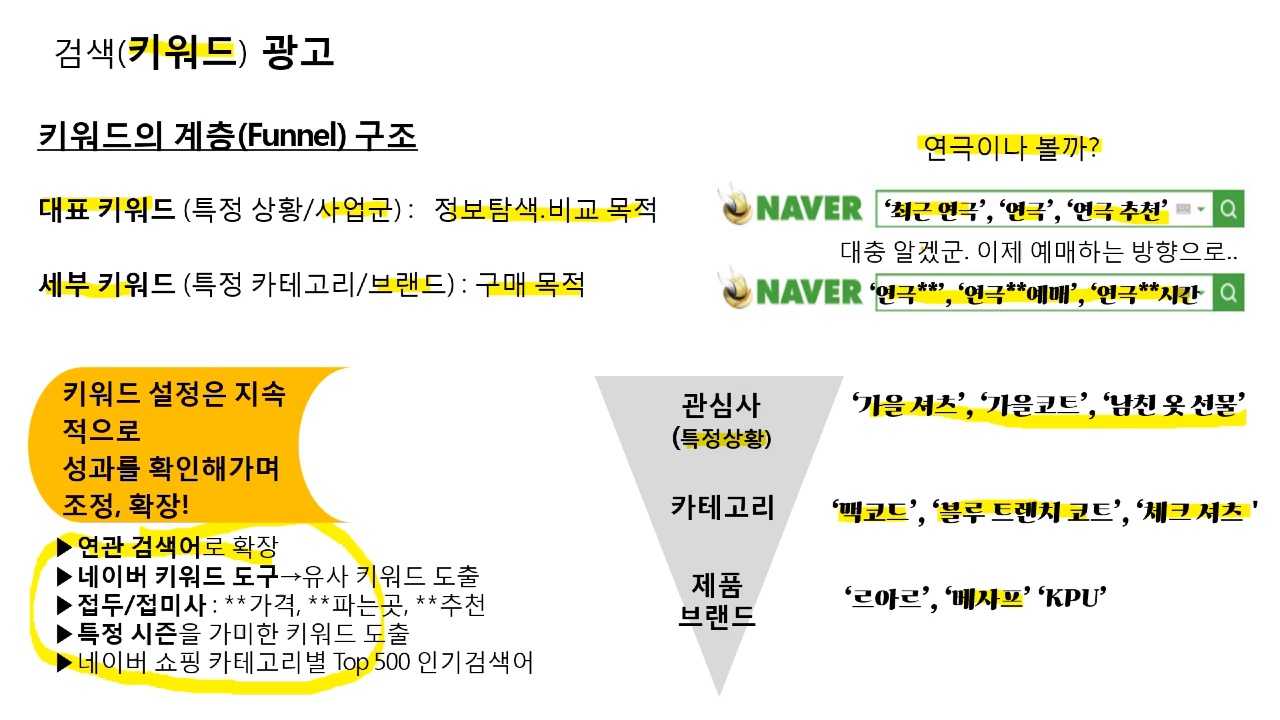 검색(키워드) 광고
키워드의 계층(Funnel) 구조
대표 키워드 (특정 상황/사업군) : 정보탐색.비교 목적
세부 키워드 (특정 카테고리/브랜드) : 구매 목적
연극이나 볼까?
NAVER ‘최근 연극’, ‘연극’, ‘연극 추천’
대충 알겠군. 이제 예매하는 방향으로..
NAVER ‘연극**’, ‘연극**예매’, ‘연극**시간
키워드 설정은 지속
적으로
성과를 확인해가며
조정, 확장!
▶연관 검색어로 확장
▶네이버 키워드 도구→유사 키워드 도출
▶접두/접미사 : **가격, **파는곳, **추천
▶특정 시즌을 가미한 키워드 도출
▶네이버 쇼핑 카테고리별 Top 500 인기검색어
관심사
(특정상황)
‘가을 셔츠’, ‘가을코트’, ‘남친 옷 선물’
카테고리
‘맥코드’, ‘블루 트렌치 코트’, ‘체크 셔츠 '
제품
브랜드
‘르아르’, ‘베사프’ ‘KPU’